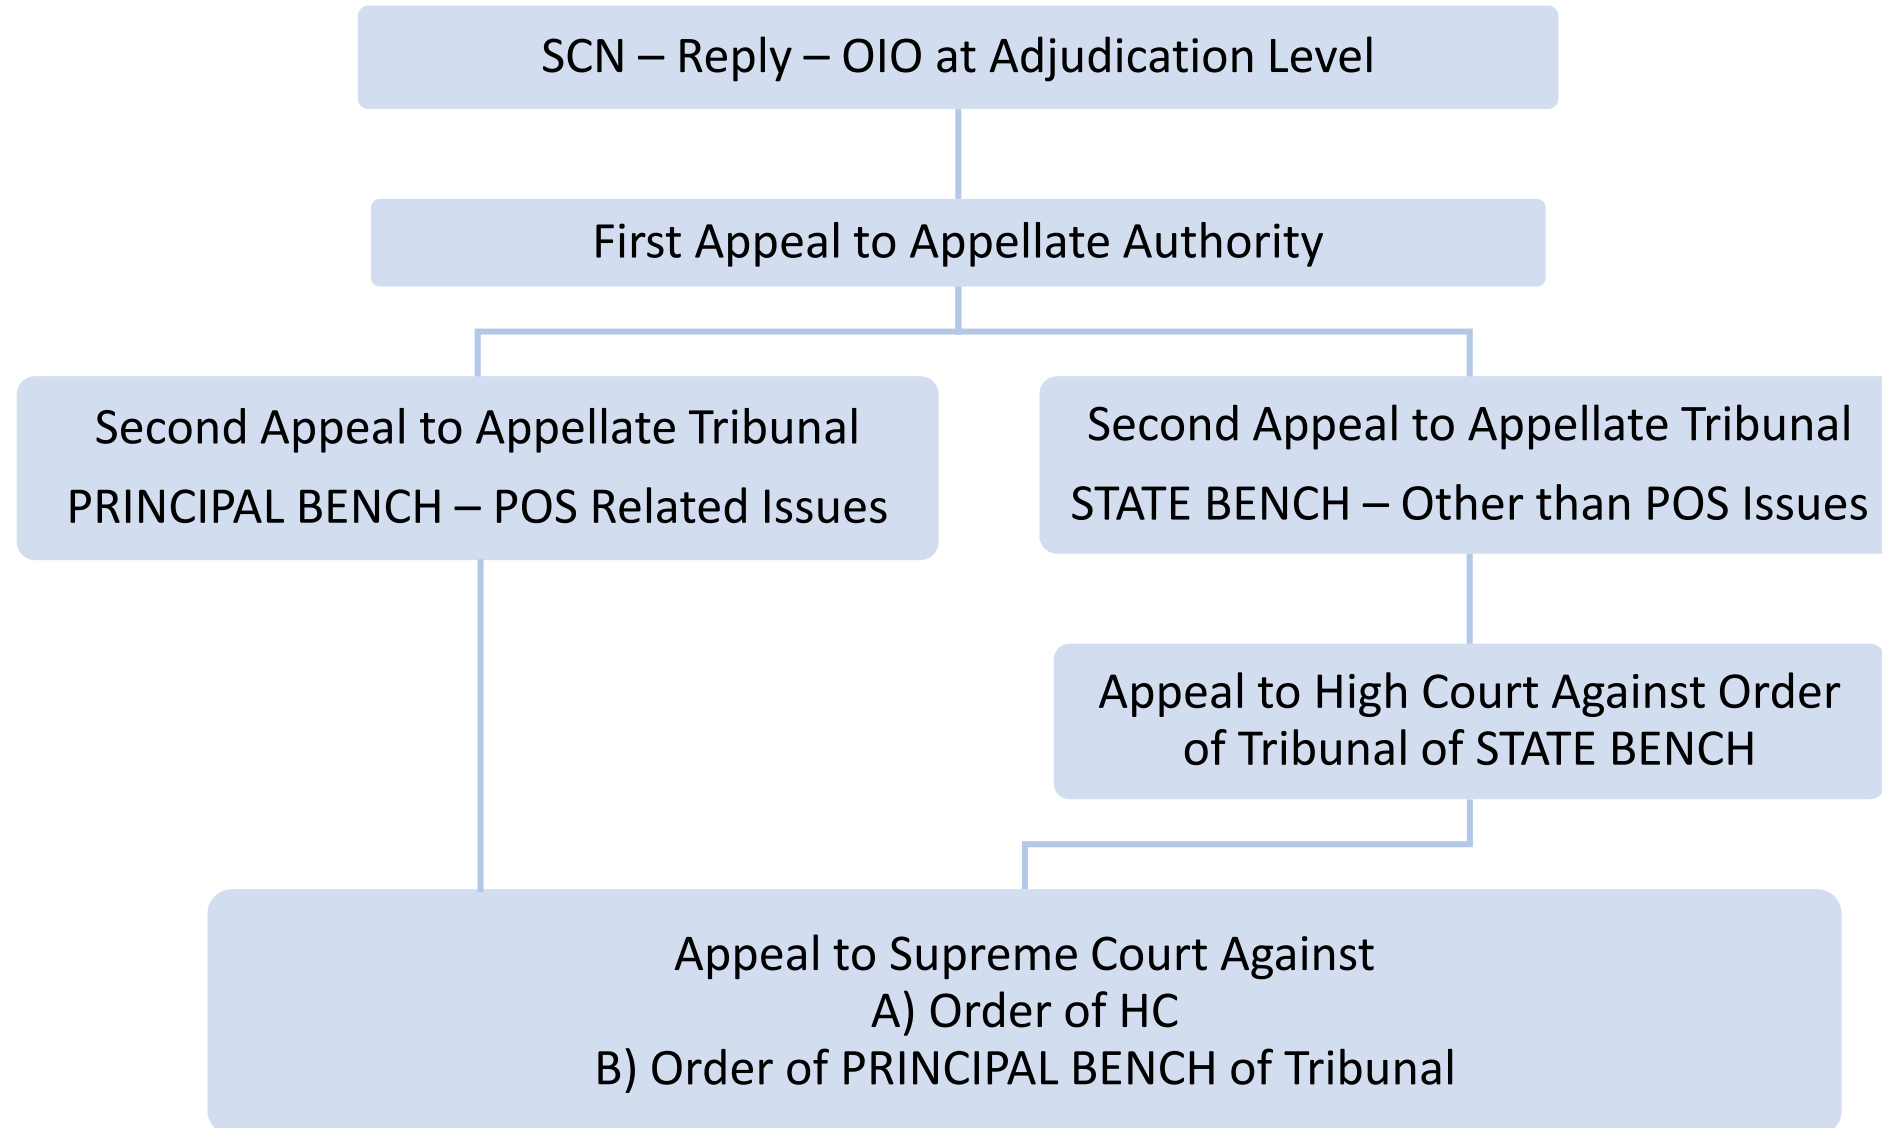 SCN – Reply – OIO at Adjudication Level
First Appeal to Appellate Authority
Second Appeal to Appellate Tribunal
PRINCIPAL BENCH – POS Related Issues
Second Appeal to Appellate Tribunal
STATE BENCH – Other than POS Issues
Appeal to High Court Against Order
of Tribunal of STATE BENCH
Appeal to Supreme Court Against
A) Order of HC
B) Order of PRINCIPAL BENCH of Tribunal